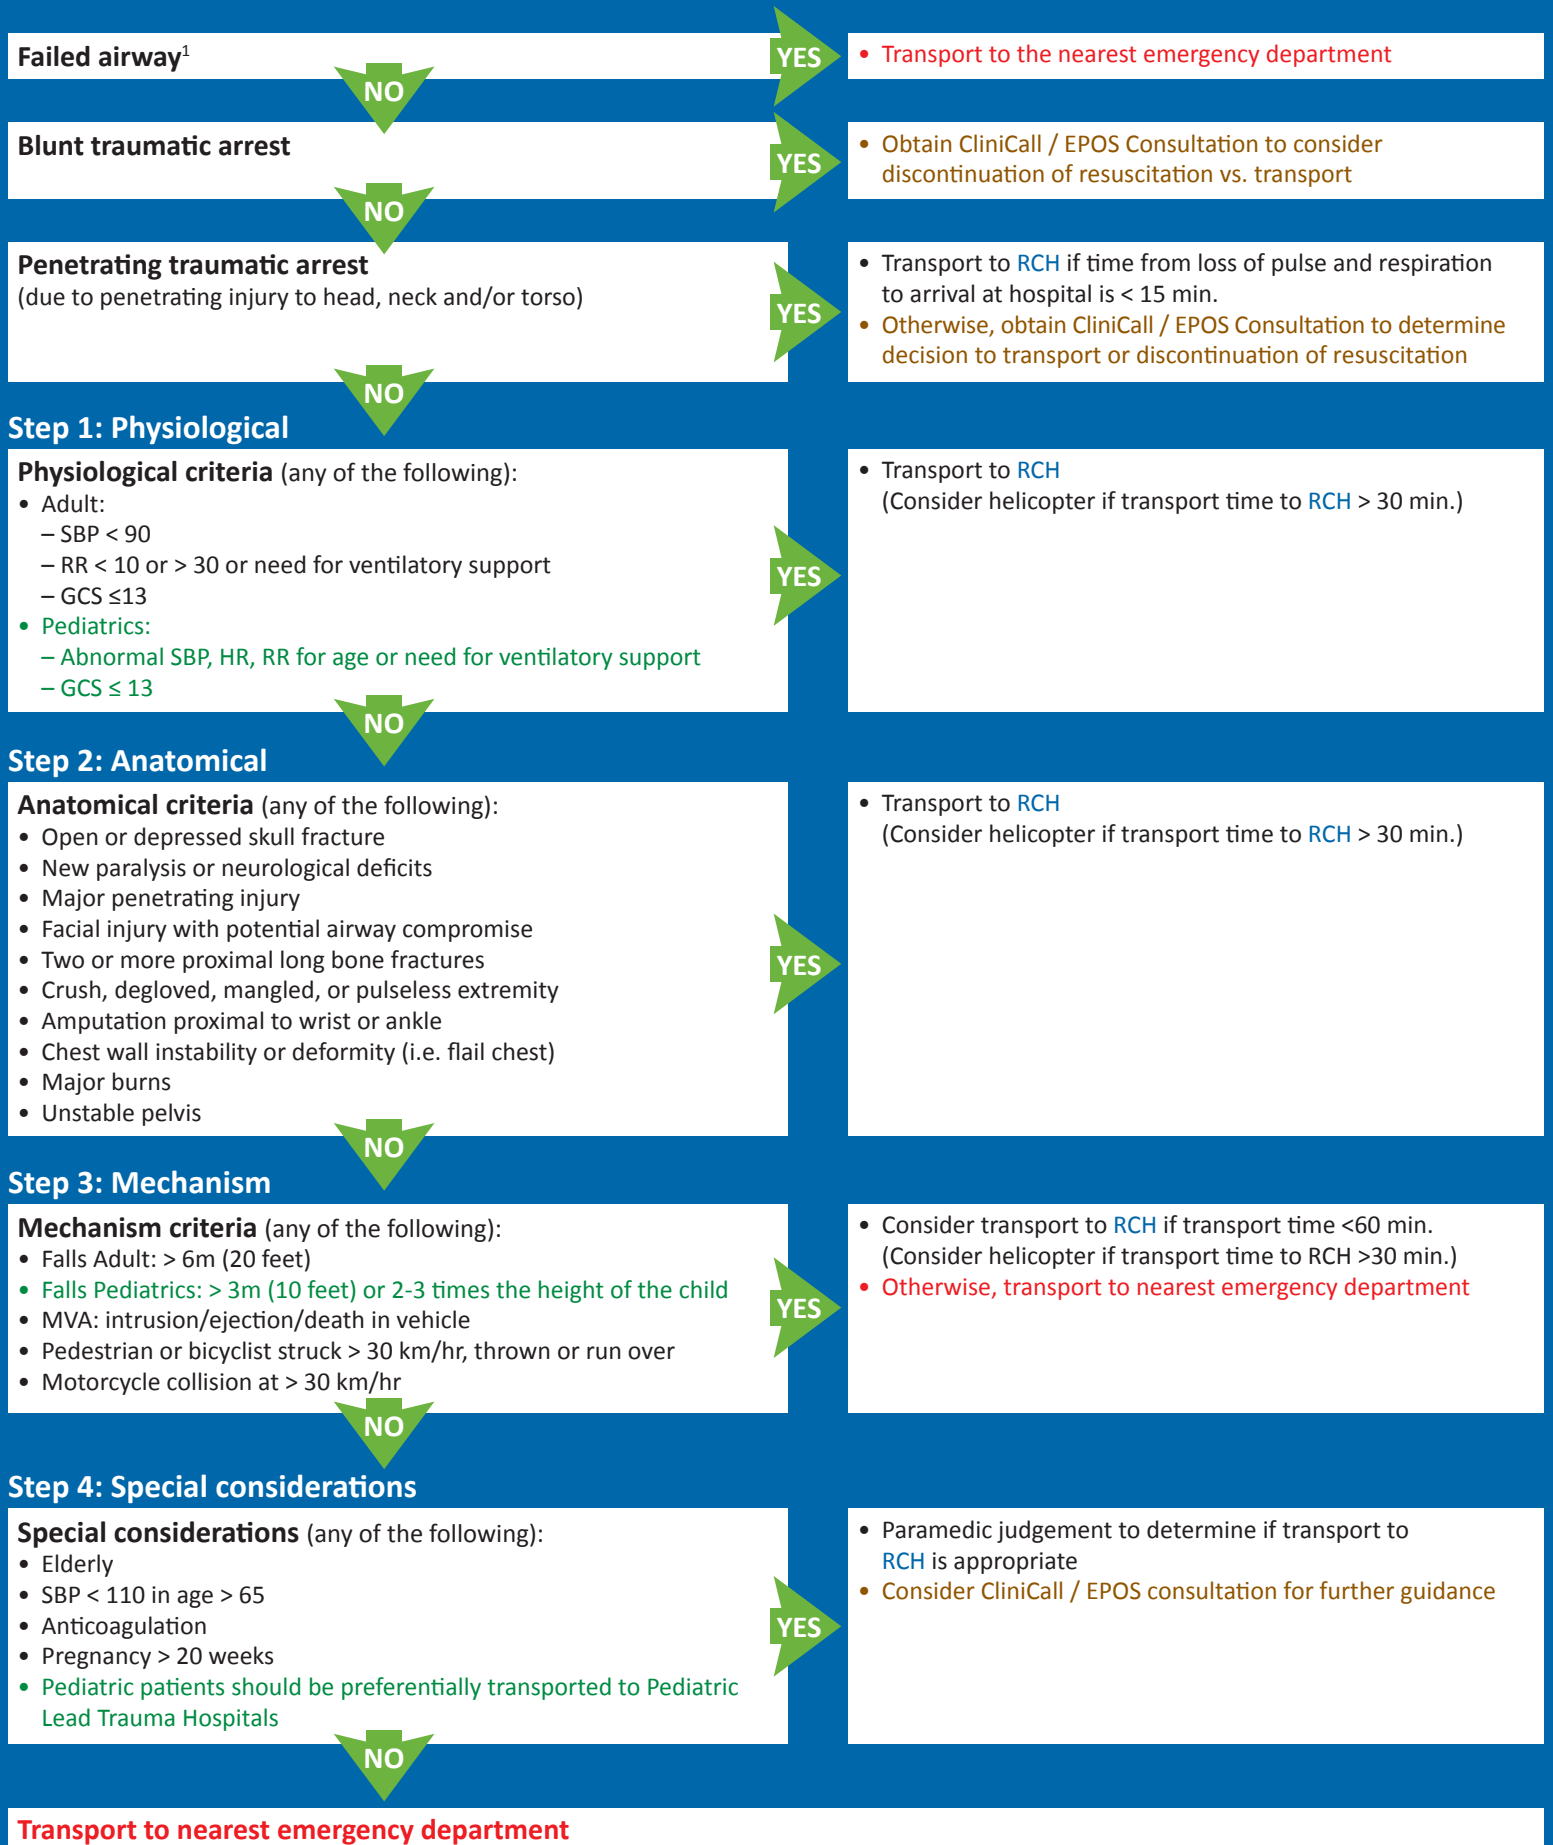 Failed airway¹
YES
• Transport to the nearest emergency department
NO
Blunt traumatic arrest
YES
• Obtain CliniCall / EPOS Consultation to consider
discontinuation of resuscitation vs. transport
NO
Penetrating traumatic arrest
(due to penetrating injury to head, neck and/or torso)
YES
• Transport to RCH if time from loss of pulse and respiration
to arrival at hospital is < 15 min.
• Otherwise, obtain CliniCall / EPOS Consultation to determine
decision to transport or discontinuation of resuscitation
NO
Step 1: Physiological
Physiological criteria (any of the following):
• Adult:
– SBP < 90
– RR < 10 or > 30 or need for ventilatory support
– GCS ≤13
• Pediatrics:
– Abnormal SBP, HR, RR for age or need for ventilatory support
– GCS ≤ 13
YES
• Transport to RCH
(Consider helicopter if transport time to RCH > 30 min.)
NO
Step 2: Anatomical
Anatomical criteria (any of the following):
• Open or depressed skull fracture
• New paralysis or neurological deficits
• Major penetrating injury
• Facial injury with potential airway compromise
• Two or more proximal long bone fractures
• Crush, degloved, mangled, or pulseless extremity
• Amputation proximal to wrist or ankle
• Chest wall instability or deformity (i.e. flail chest)
• Major burns
• Unstable pelvis
YES
• Transport to RCH
(Consider helicopter if transport time to RCH > 30 min.)
NO
Step 3: Mechanism
Mechanism criteria (any of the following):
• Falls Adult: > 6m (20 feet)
• Falls Pediatrics: > 3m (10 feet) or 2-3 times the height of the child
• MVA: intrusion/ejection/death in vehicle
• Pedestrian or bicyclist struck > 30 km/hr, thrown or run over
• Motorcycle collision at > 30 km/hr
YES
• Consider transport to RCH if transport time <60 min.
(Consider helicopter if transport time to RCH >30 min.)
• Otherwise, transport to nearest emergency department
NO
Step 4: Special considerations
Special considerations (any of the following):
• Elderly
• SBP < 110 in age > 65
• Anticoagulation
• Pregnancy > 20 weeks
• Pediatric patients should be preferentially transported to Pediatric
Lead Trauma Hospitals
YES
• Paramedic judgement to determine if transport to
RCH is appropriate
• Consider CliniCall / EPOS consultation for further guidance
NO
Transport to nearest emergency department